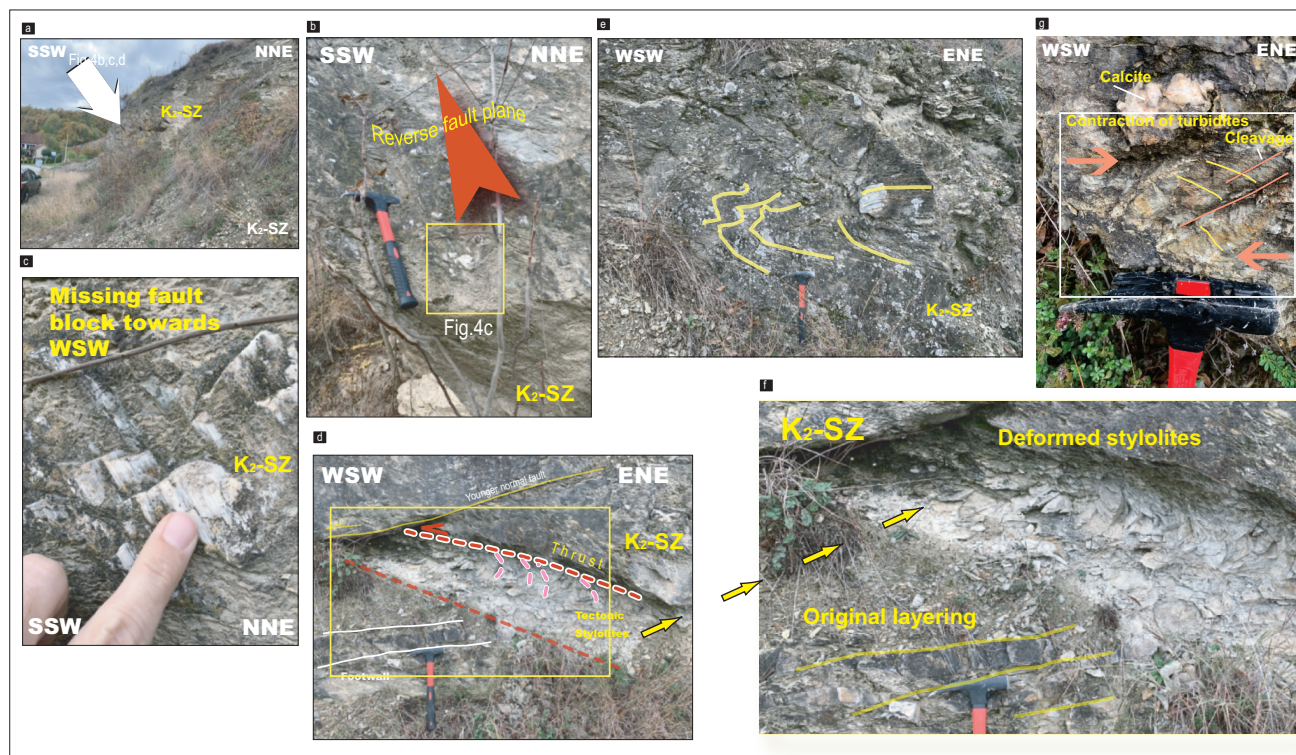 a
SSW
NNE
Fig.4b,c,d
K2-SZ
K2-SZ
b
SSW
NNE
Reverse fault plane
Fig.4c
K2-SZ
c
Missing fault
block towards
WSW
K2-SZ
SSW
NNE
d
WSW
ENE
Younger normal fault
K2-SZ
Thrust
Tectonic
Stylolites
Footwall
e
WSW
ENE
K2-SZ
g
WSW
ENE
Calcite
Contraction of turbidites
Cleavage
f
K2-SZ
Deformed stylolites
Original layering